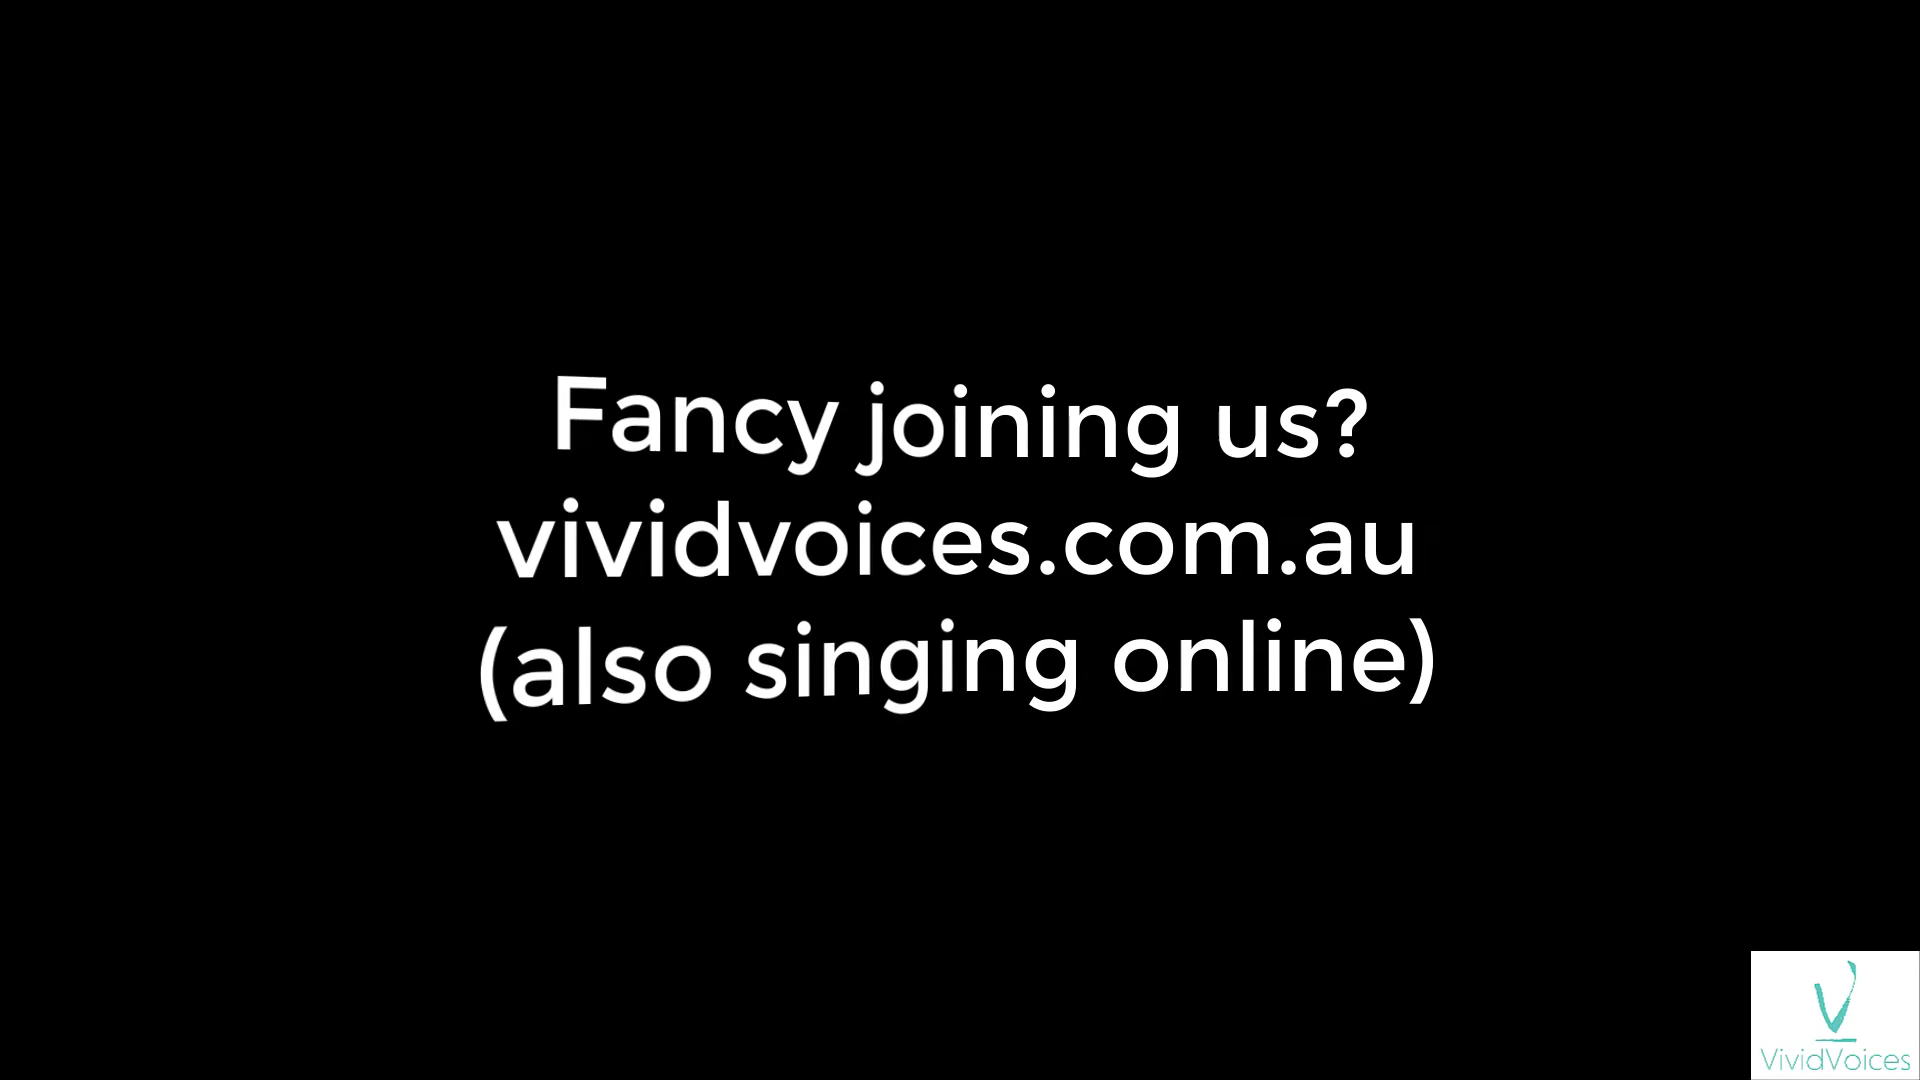 Fancy joining us?
vividvoices.com.au
(also singing online)
V
VividVoices